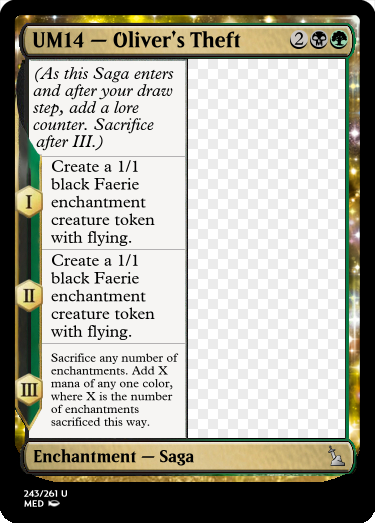 UM14 — Oliver's Theft 2
(As this Saga enters
and after your draw
step, add a lore
counter. Sacrifice
after III.)
I
Create a 1/1
black Faerie
enchantment
creature token
with flying.
II
Create a 1/1
black Faerie
enchantment
creature token
with flying.
III
Sacrifice any number of
enchantments. Add X
mana of any one color,
where X is the number
of enchantments
sacrificed this way.
Enchantment — Saga
243/261 U
MED